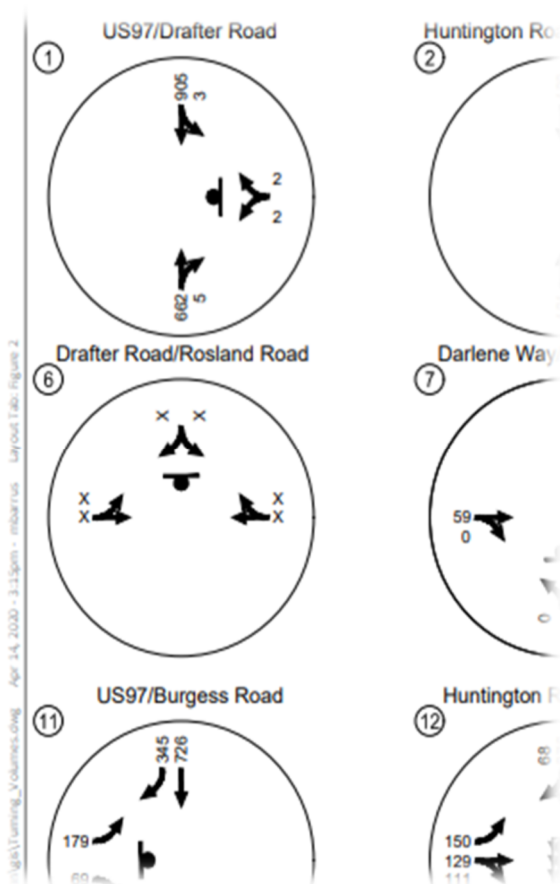 US97/Drafter Road
1
905
3
2
2
662
5
Huntington
2
Drafter Road/Rosland Road
6
X X
X
X
X
X
Darlene Way
7
59
0
0
US97/Burgess Road
11
345
726
179
69
Huntington
12
68
150
129
111
Apr 14, 2020 - 3:15pm - mbarrus Layout Tab: Figure 2
\Turning_Volumes.dwg